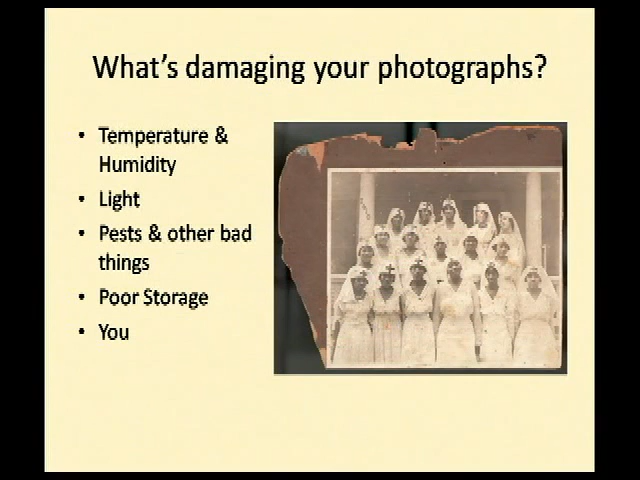 What's damaging your photographs?
• Temperature &
Humidity
• Light
• Pests & other bad
things
• Poor Storage
• You